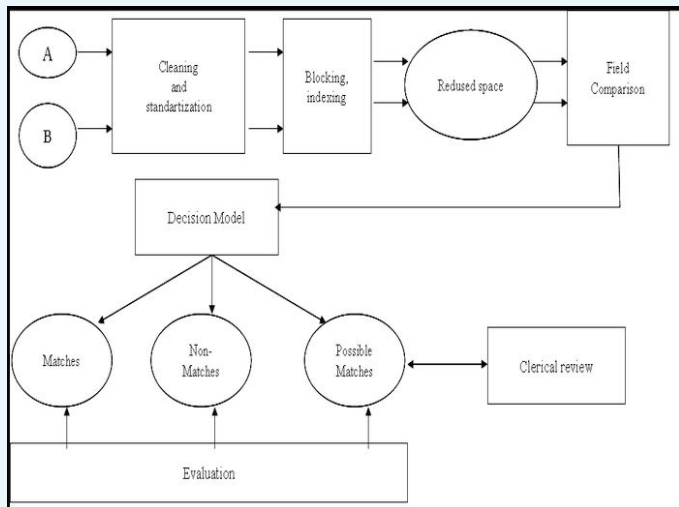 A
B
Cleaning
and
standartization
Blocking,
indexing
Redused space
Field
Comparison
Decision Model
Matches
Non-
Matches
Possible
Matches
Clerical review
Evaluation